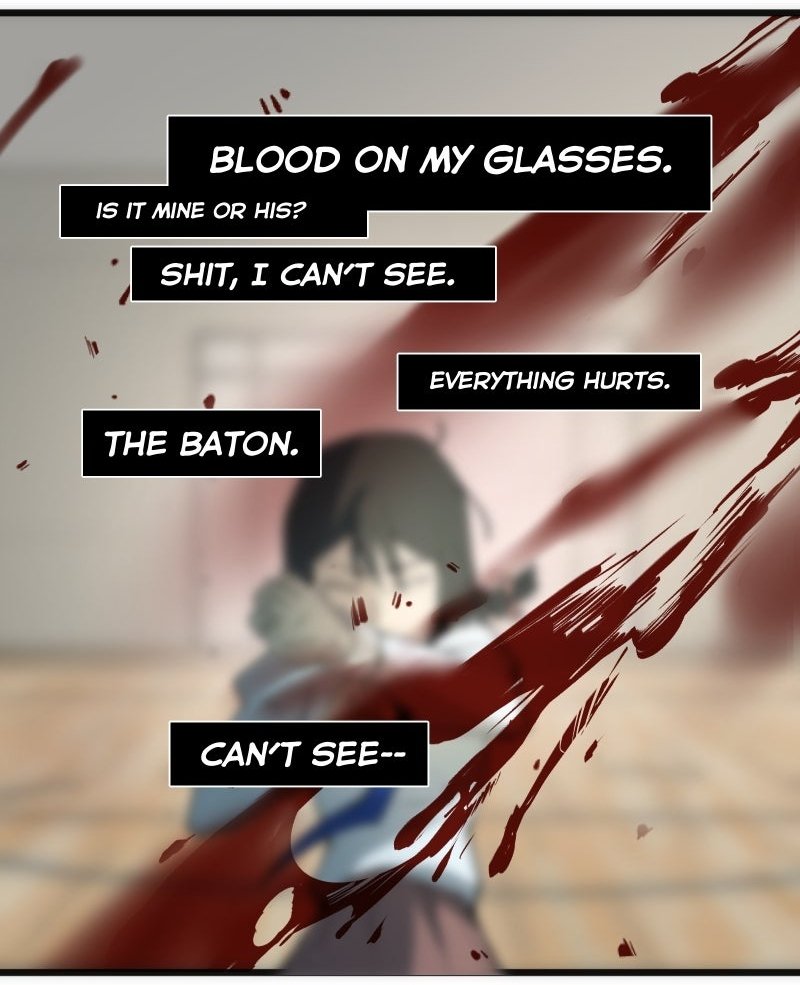 BLOOD ON MY GLASSES.
IS IT MINE OR HIS?
SHIT, I CAN'T SEE.
EVERYTHING HURTS.
THE BATON.
CAN'T SEE--